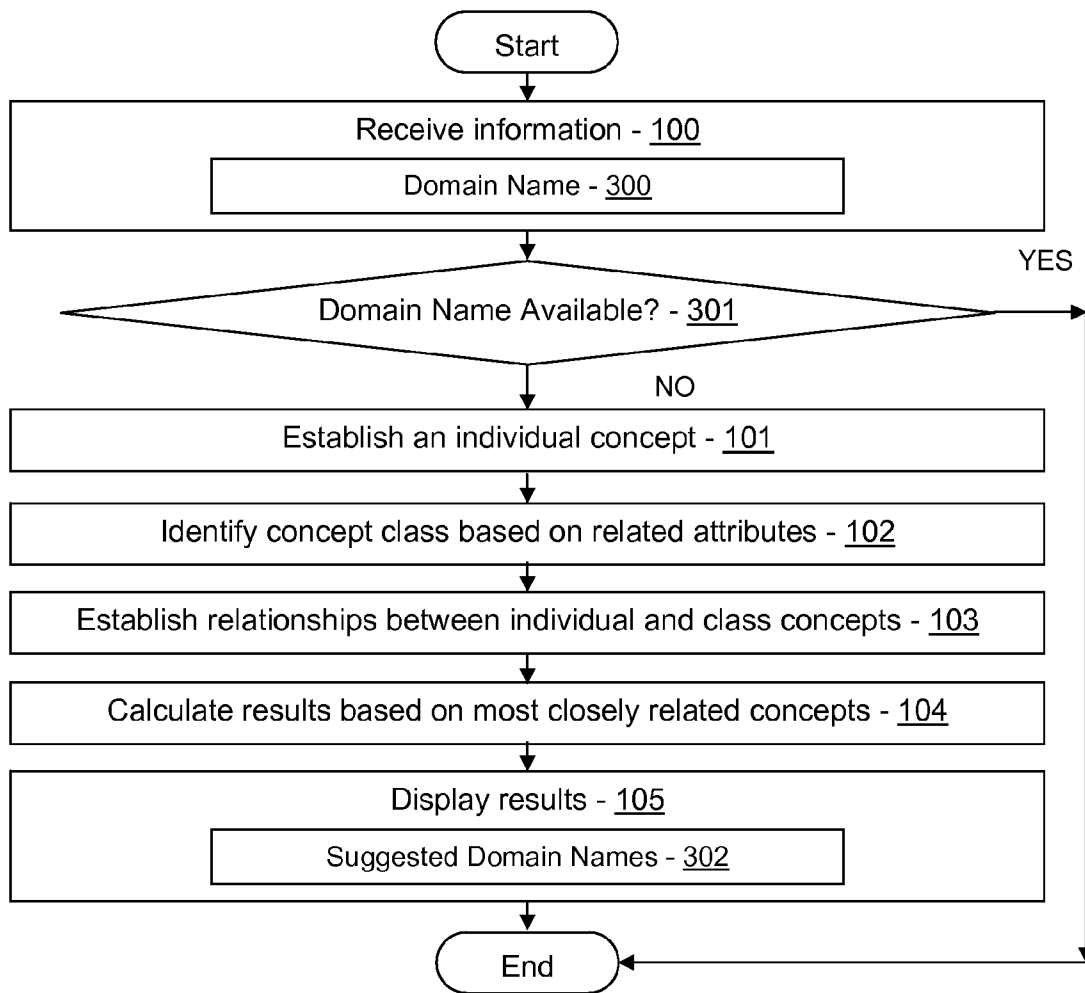 Start
Receive information - 100
Domain Name - 300
YES
Domain Name Available? - 301
NO
Establish an individual concept - 101
Identify concept class based on related attributes - 102
Establish relationships between individual and class concepts - 103
Calculate results based on most closely related concepts - 104
Display results - 105
Suggested Domain Names - 302
End